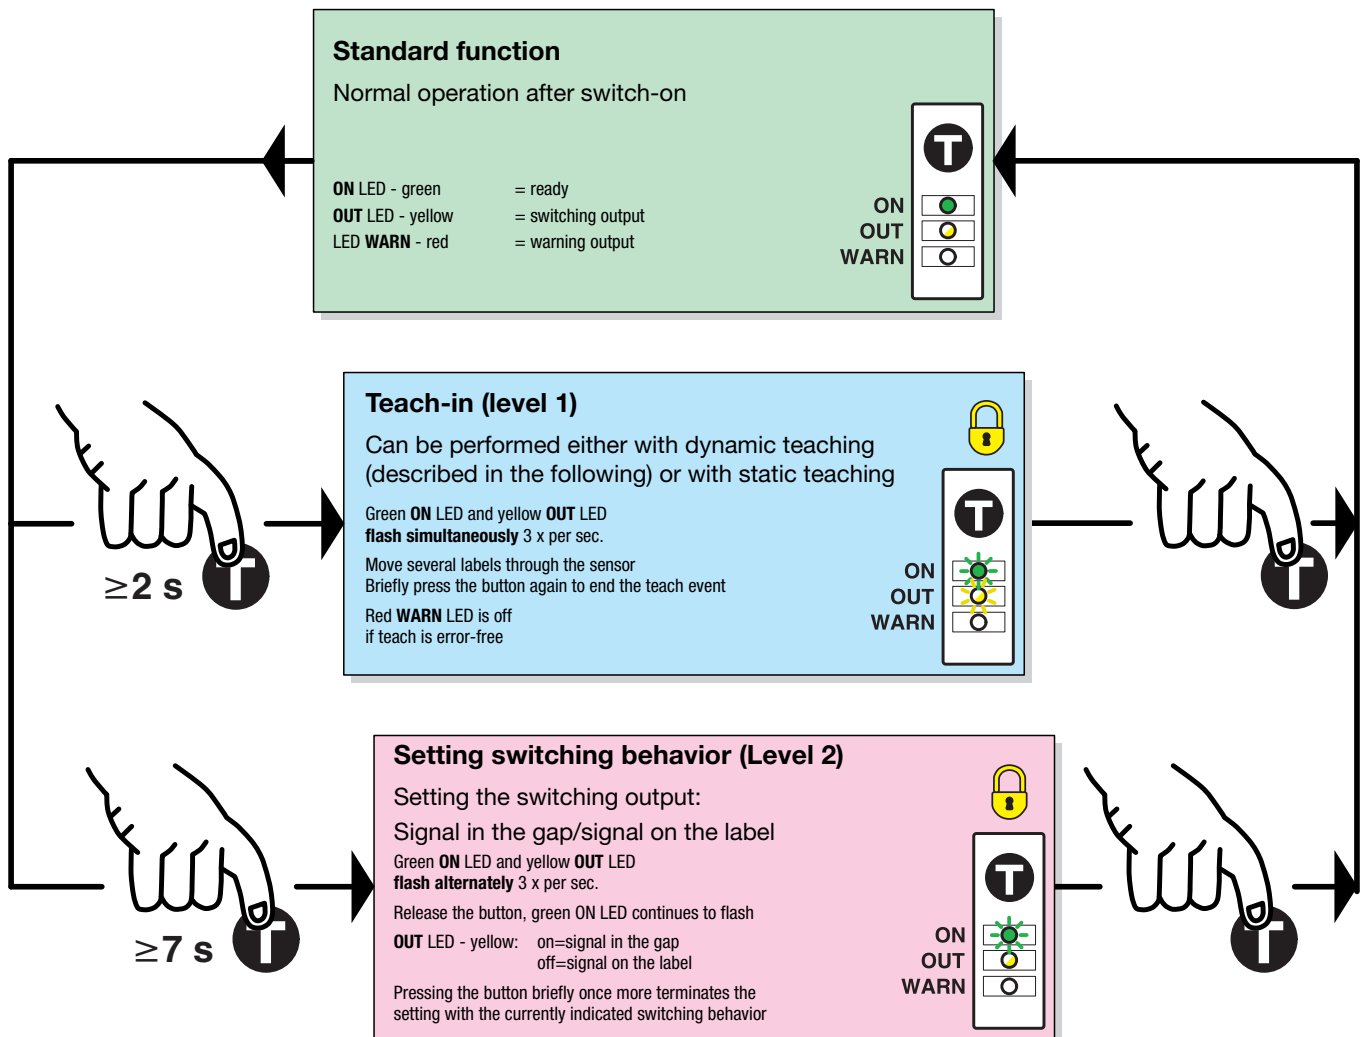 Standard function
Normal operation after switch-on
ON LED - green = ready
OUT LED - yellow = switching output
LED WARN - red = warning output
T
ON
OUT
WARN
Teach-in (level 1)
Can be performed either with dynamic teaching
(described in the following) or with static teaching
Green ON LED and yellow OUT LED
flash simultaneously 3 x per sec.
Move several labels through the sensor
Briefly press the button again to end the teach event
Red WARN LED is off
if teach is error-free
T
ON
OUT
WARN
≥2 s
T
T
Setting switching behavior (Level 2)
Setting the switching output:
Signal in the gap/signal on the label
Green ON LED and yellow OUT LED
flash alternately 3 x per sec.
Release the button, green ON LED continues to flash
OUT LED - yellow: on=signal in the gap
off=signal on the label
Pressing the button briefly once more terminates the
setting with the currently indicated switching behavior
T
ON
OUT
WARN
≥7 s
T
T